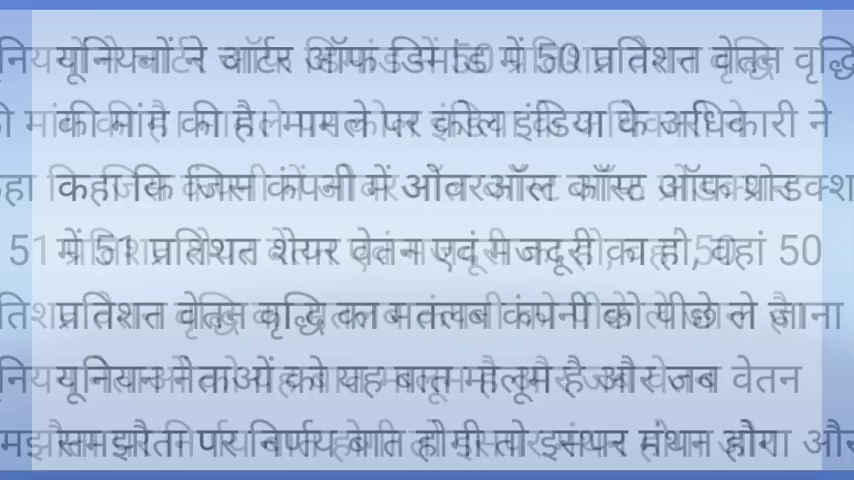 यूनियनों ने चॉर्टर ऑफ डिमांड में 50 प्रतिशत वेतन वृद्धि
की मांग की है। मामले पर कोल इंडिया के अधिकारी ने
कहा कि जिस कंपनी में ओवरऑल कॉस्ट ऑफ प्रोडक्शन
में 51 प्रतिशत शेयर वेतन एवं मजदूरी का हो, वहां 50
प्रतिशत वेतन वृद्धि का मतलब कंपनी को पीछे ले जाना
यूनियन नेताओं को यह बात मालूम है और जब वेतन
समझौता पर निर्णय की बात होगी तो इस पर मंथन होगा और